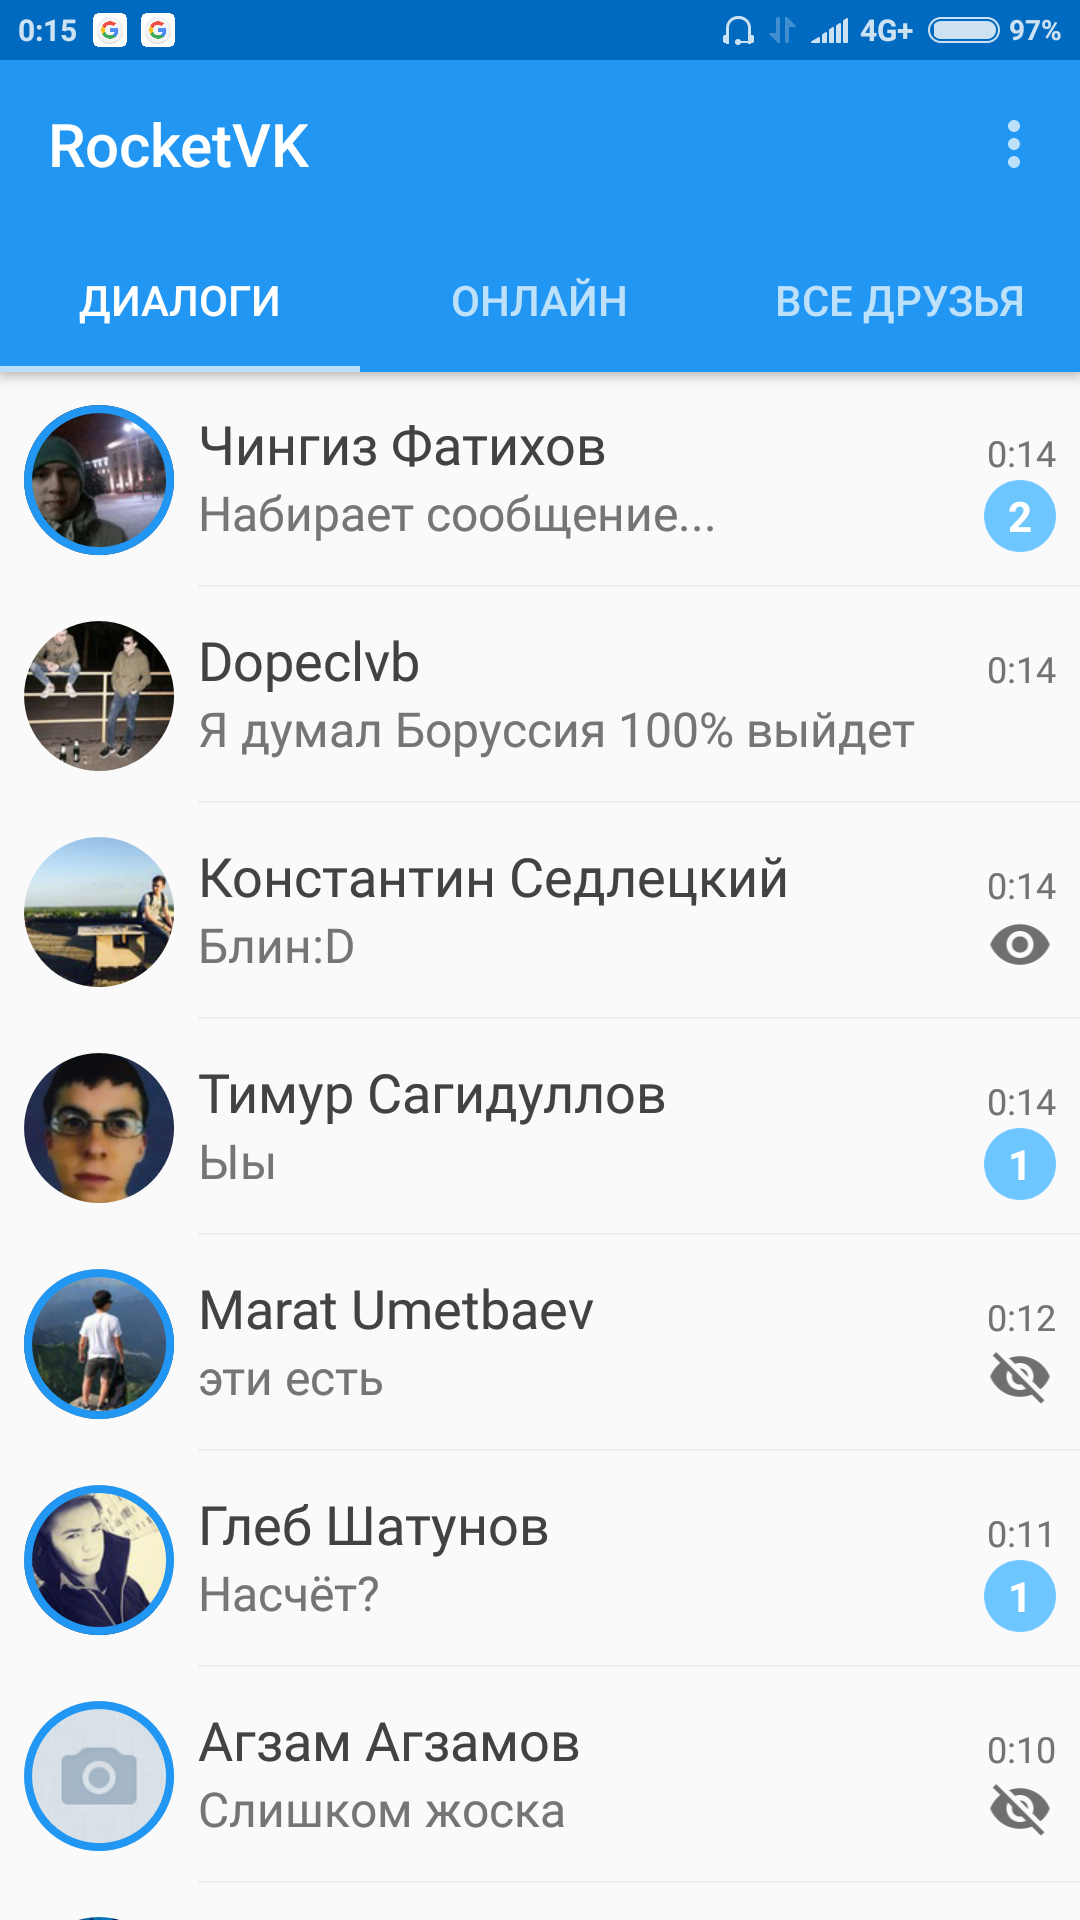 0:15 4G+ 97%
RocketVK
ДИАЛОГИ ОНЛАЙН ВСЕ ДРУЗЬЯ
Чингиз Фатихов 0:14
Набирает сообщение... 2
Dopeclvb 0:14
Я думал Боруссия 100% выйдет
Константин Седлецкий 0:14
Блин:D
Тимур Сагидуллов 0:14
Ыы 1
Marat Umetbaev 0:12
эти есть
Глеб Шатунов 0:11
Насчёт? 1
Агзам Агзамов 0:10
Слишком жоска